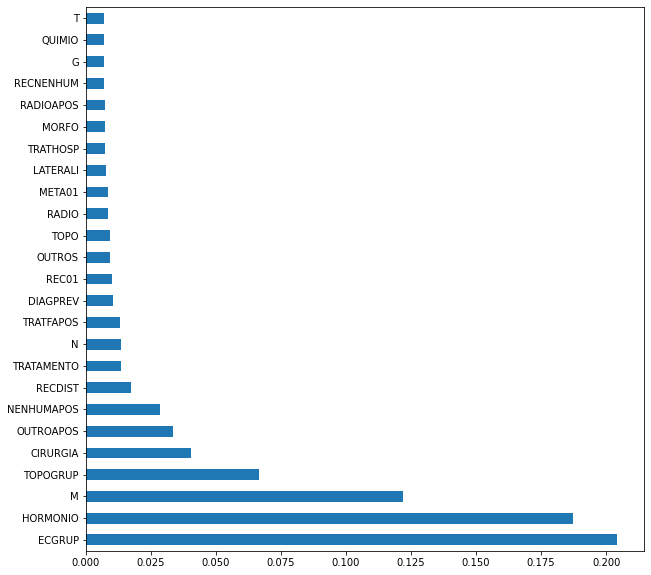 T
QUIMIO
G
RECNENHUM
RADIOAPOS
MORFO
TRATHOSP
LATERALI
META01
RADIO
TOPO
OUTROS
REC01
DIAGPREV
TRATFAPOS
N
TRATAMENTO
RECDIST
NENHUMAPOS
OUTROAPOS
CIRURGIA
TOPOGRUP
M
HORMONIO
ECGRUP
0.000 0.025 0.050 0.075 0.100 0.125 0.150 0.175 0.200